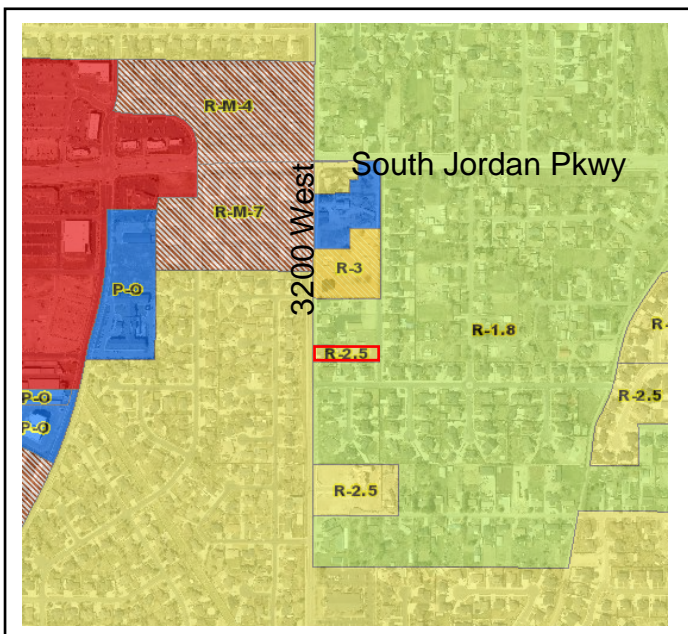 R-M-4
South Jordan Pkwy
R-M-7
3200 West
R-3
P-O
R-1.8
R-
R-2.5
P-O
R-2.5
P-O
R-2.5